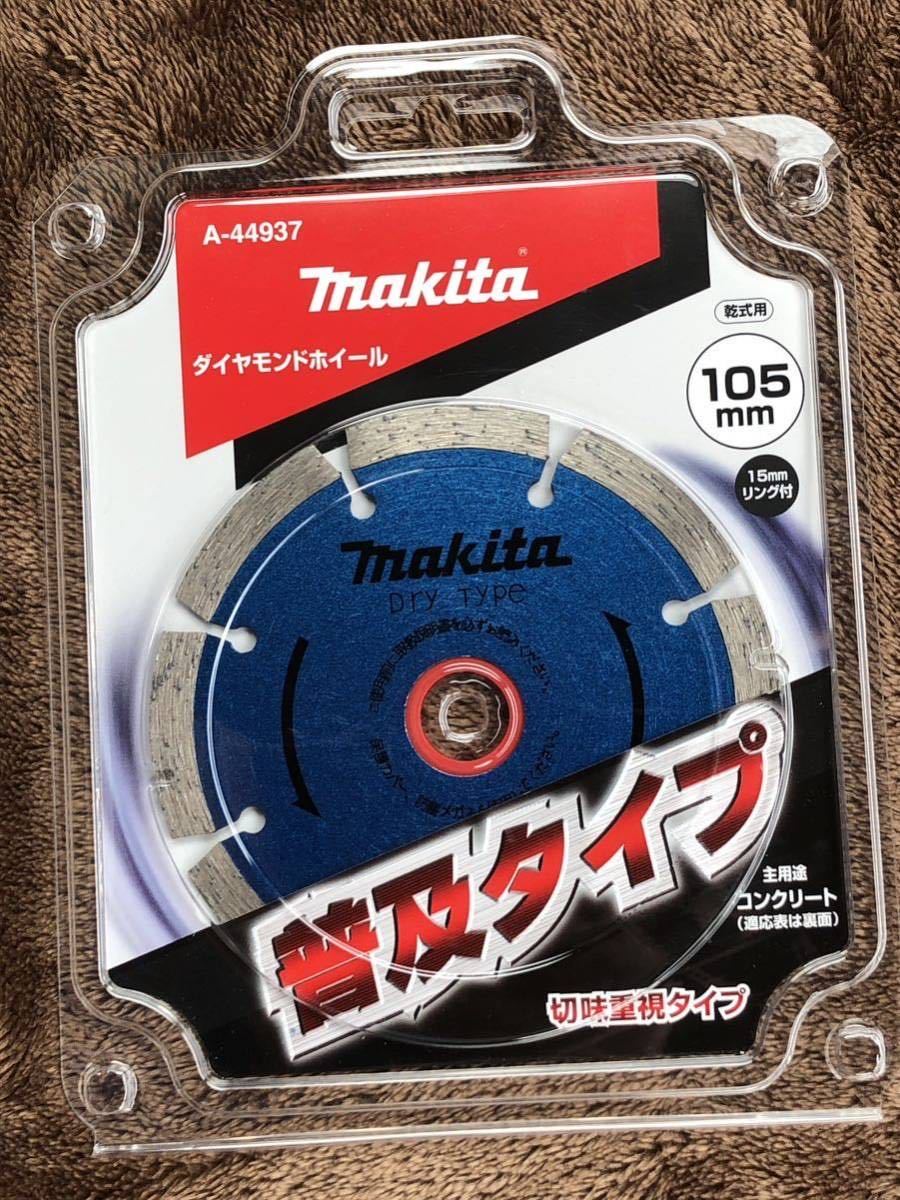 A-44937
makita®
ダイヤモンドホイール
乾式用
105
mm
15mm
リング付
makita
Dry Type
普及タイプ
主用途
コンクリート
(適応表は裏面)
切味重視タイプ